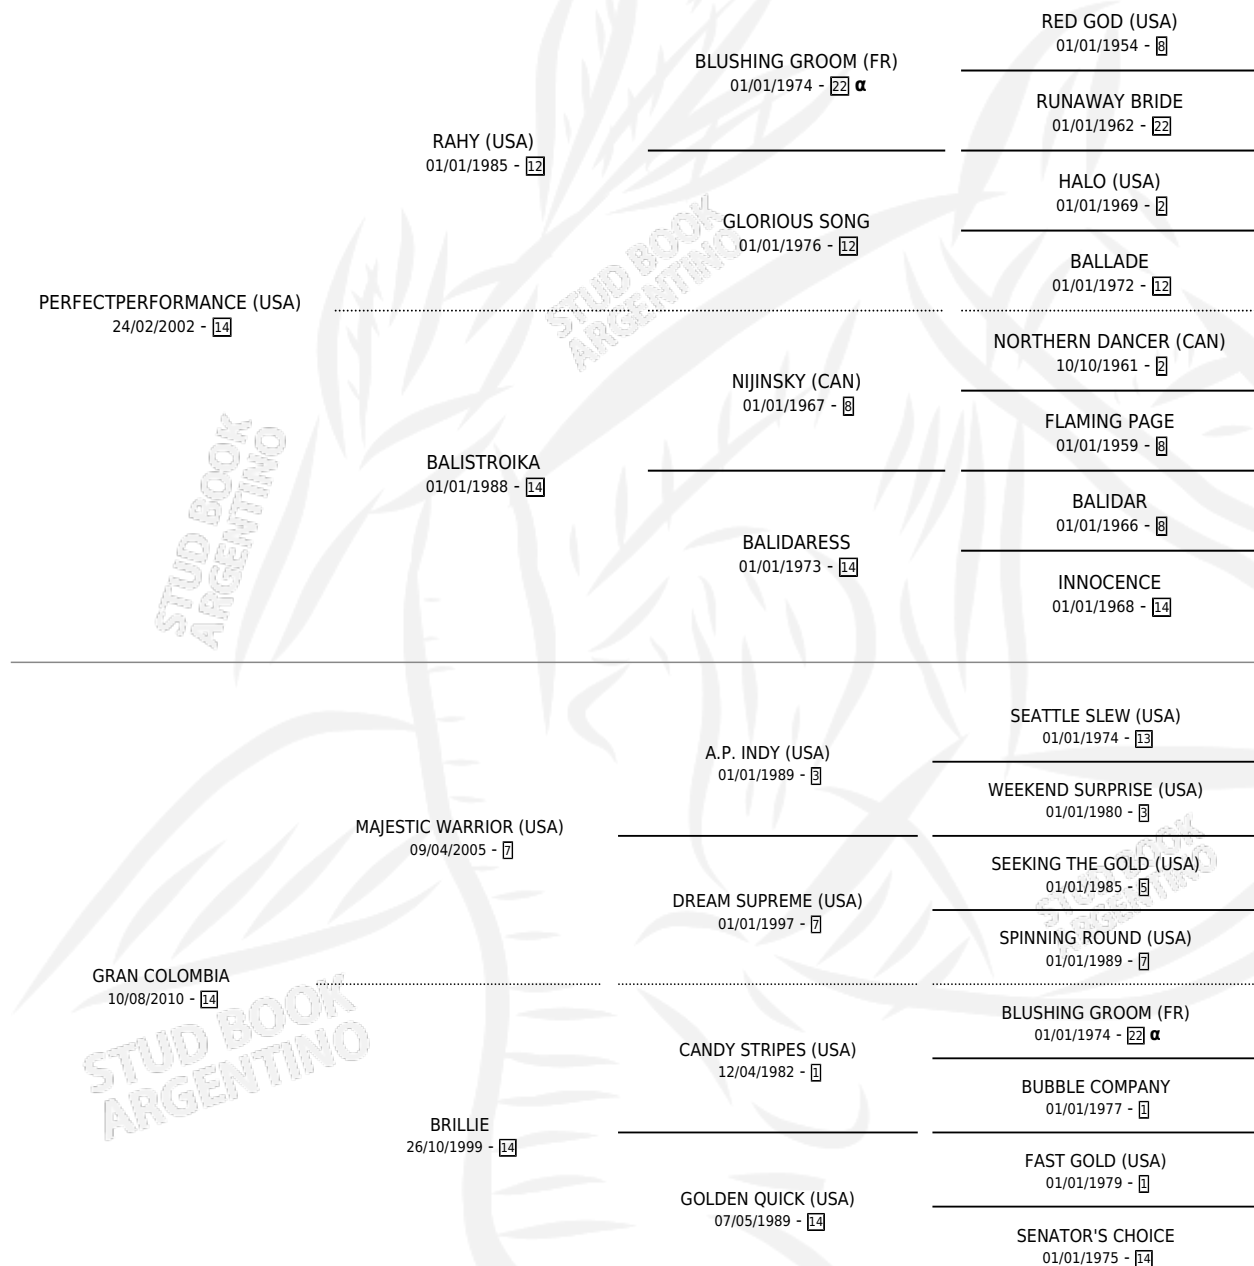 RED GOD (USA)
01/01/1954 - 8
BLUSHING GROOM (FR)
01/01/1974 - 22 α
RUNAWAY BRIDE
01/01/1962 - 22
RAHY (USA)
01/01/1985 - 12
HALO (USA)
01/01/1969 - 2
GLORIOUS SONG
01/01/1976 - 12
BALLADE
01/01/1972 - 12
PERFECTPERFORMANCE (USA)
24/02/2002 - 14
NORTHERN DANCER (CAN)
10/10/1961 - 2
NIJINSKY (CAN)
01/01/1967 - 8
FLAMING PAGE
01/01/1959 - 8
BALISTROIKA
01/01/1988 - 14
BALIDAR
01/01/1966 - 8
BALIDARESS
01/01/1973 - 14
INNOCENCE
01/01/1968 - 14
STUD BOOK
ARGENTINO
STUD BOOK
ARGENTINO
SEATTLE SLEW (USA)
01/01/1974 - 13
A.P. INDY (USA)
01/01/1989 - 3
WEEKEND SURPRISE (USA)
01/01/1980 - 3
MAJESTIC WARRIOR (USA)
09/04/2005 - 7
SEEKING THE GOLD (USA)
01/01/1985 - 5
DREAM SUPREME (USA)
01/01/1997 - 7
SPINNING ROUND (USA)
01/01/1989 - 7
GRAN COLOMBIA
10/08/2010 - 14
BLUSHING GROOM (FR)
01/01/1974 - 22 α
CANDY STRIPES (USA)
12/04/1982 - 1
BUBBLE COMPANY
01/01/1977 - 1
BRILLIE
26/10/1999 - 14
FAST GOLD (USA)
01/01/1979 - 1
GOLDEN QUICK (USA)
07/05/1989 - 14
SENATOR'S CHOICE
01/01/1975 - 14
STUD BOOK
ARGENTINO
STUD BOOK
ARGENTINO